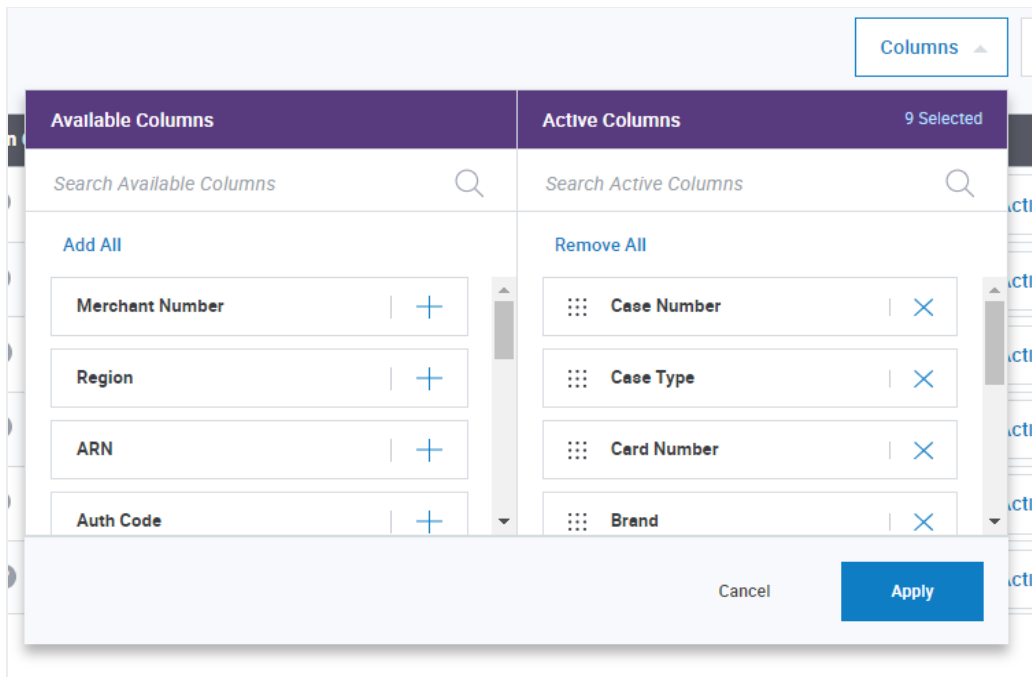 Columns
Available Columns
Active Columns
9 Selected
Search Available Columns
Search Active Columns
Add All
Remove All
Merchant Number
Case Number
Region
Case Type
ARN
Card Number
Auth Code
Brand
Cancel
Apply